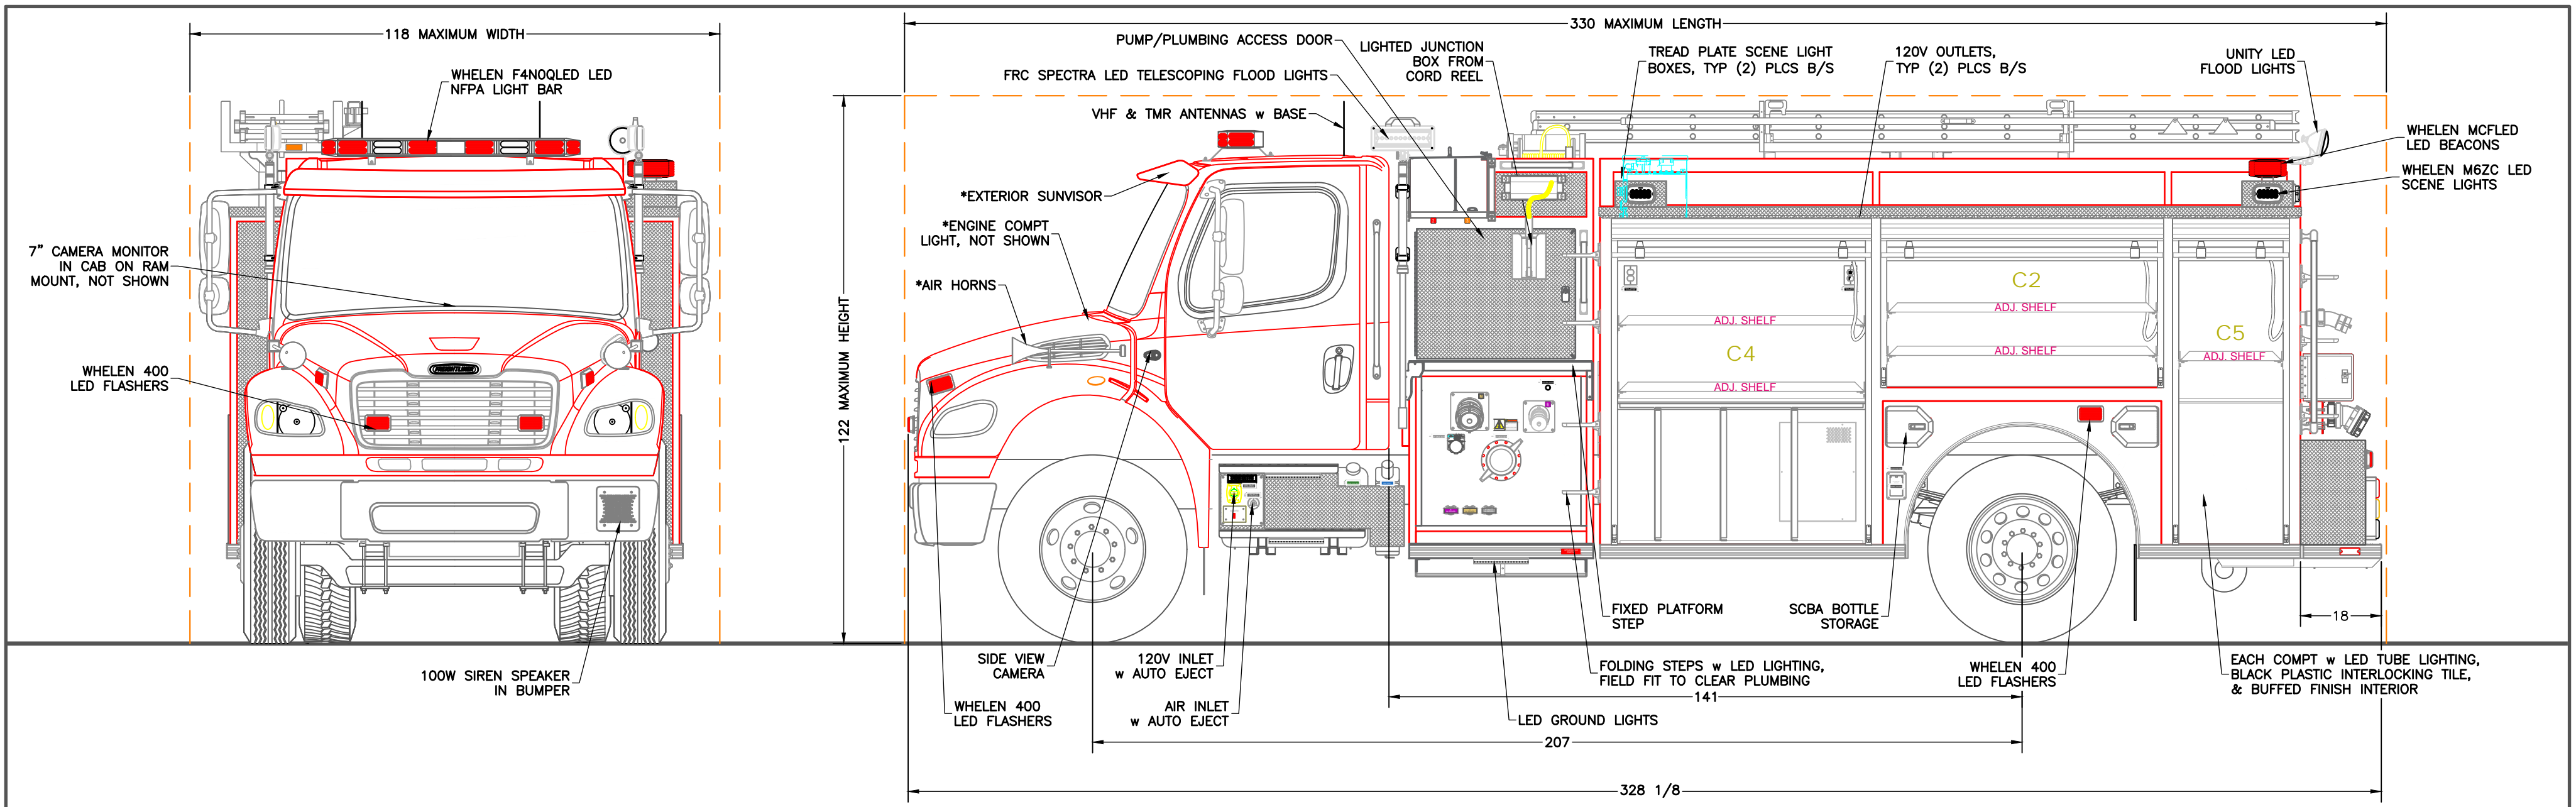 118 MAXIMUM WIDTH
WHELEN F4N0QLED LED
NFPA LIGHT BAR
7" CAMERA MONITOR
IN CAB ON RAM
MOUNT, NOT SHOWN
WHELEN 400
LED FLASHERS
100W SIREN SPEAKER
IN BUMPER
330 MAXIMUM LENGTH
122 MAXIMUM HEIGHT
PUMP/PLUMBING ACCESS DOOR
FRC SPECTRA LED TELESCOPING FLOOD LIGHTS
VHF & TMR ANTENNAS w BASE
LIGHTED JUNCTION
BOX FROM
CORD REEL
TREAD PLATE SCENE LIGHT
BOXES, TYP (2) PLCS B/S
120V OUTLETS,
TYP (2) PLCS B/S
UNITY LED
FLOOD LIGHTS
WHELEN MCFLED
LED BEACONS
WHELEN M6ZC LED
SCENE LIGHTS
*EXTERIOR SUNVISOR
*ENGINE COMPT
LIGHT, NOT SHOWN
*AIR HORNS
C2
ADJ. SHELF
ADJ. SHELF
C4
ADJ. SHELF
ADJ. SHELF
C5
ADJ. SHELF
SIDE VIEW
CAMERA
WHELEN 400
LED FLASHERS
120V INLET
w AUTO EJECT
AIR INLET
w AUTO EJECT
LED GROUND LIGHTS
FIXED PLATFORM
STEP
FOLDING STEPS w LED LIGHTING,
FIELD FIT TO CLEAR PLUMBING
SCBA BOTTLE
STORAGE
WHELEN 400
LED FLASHERS
EACH COMPT w LED TUBE LIGHTING,
BLACK PLASTIC INTERLOCKING TILE,
& BUFFED FINISH INTERIOR
18
141
207
328 1/8